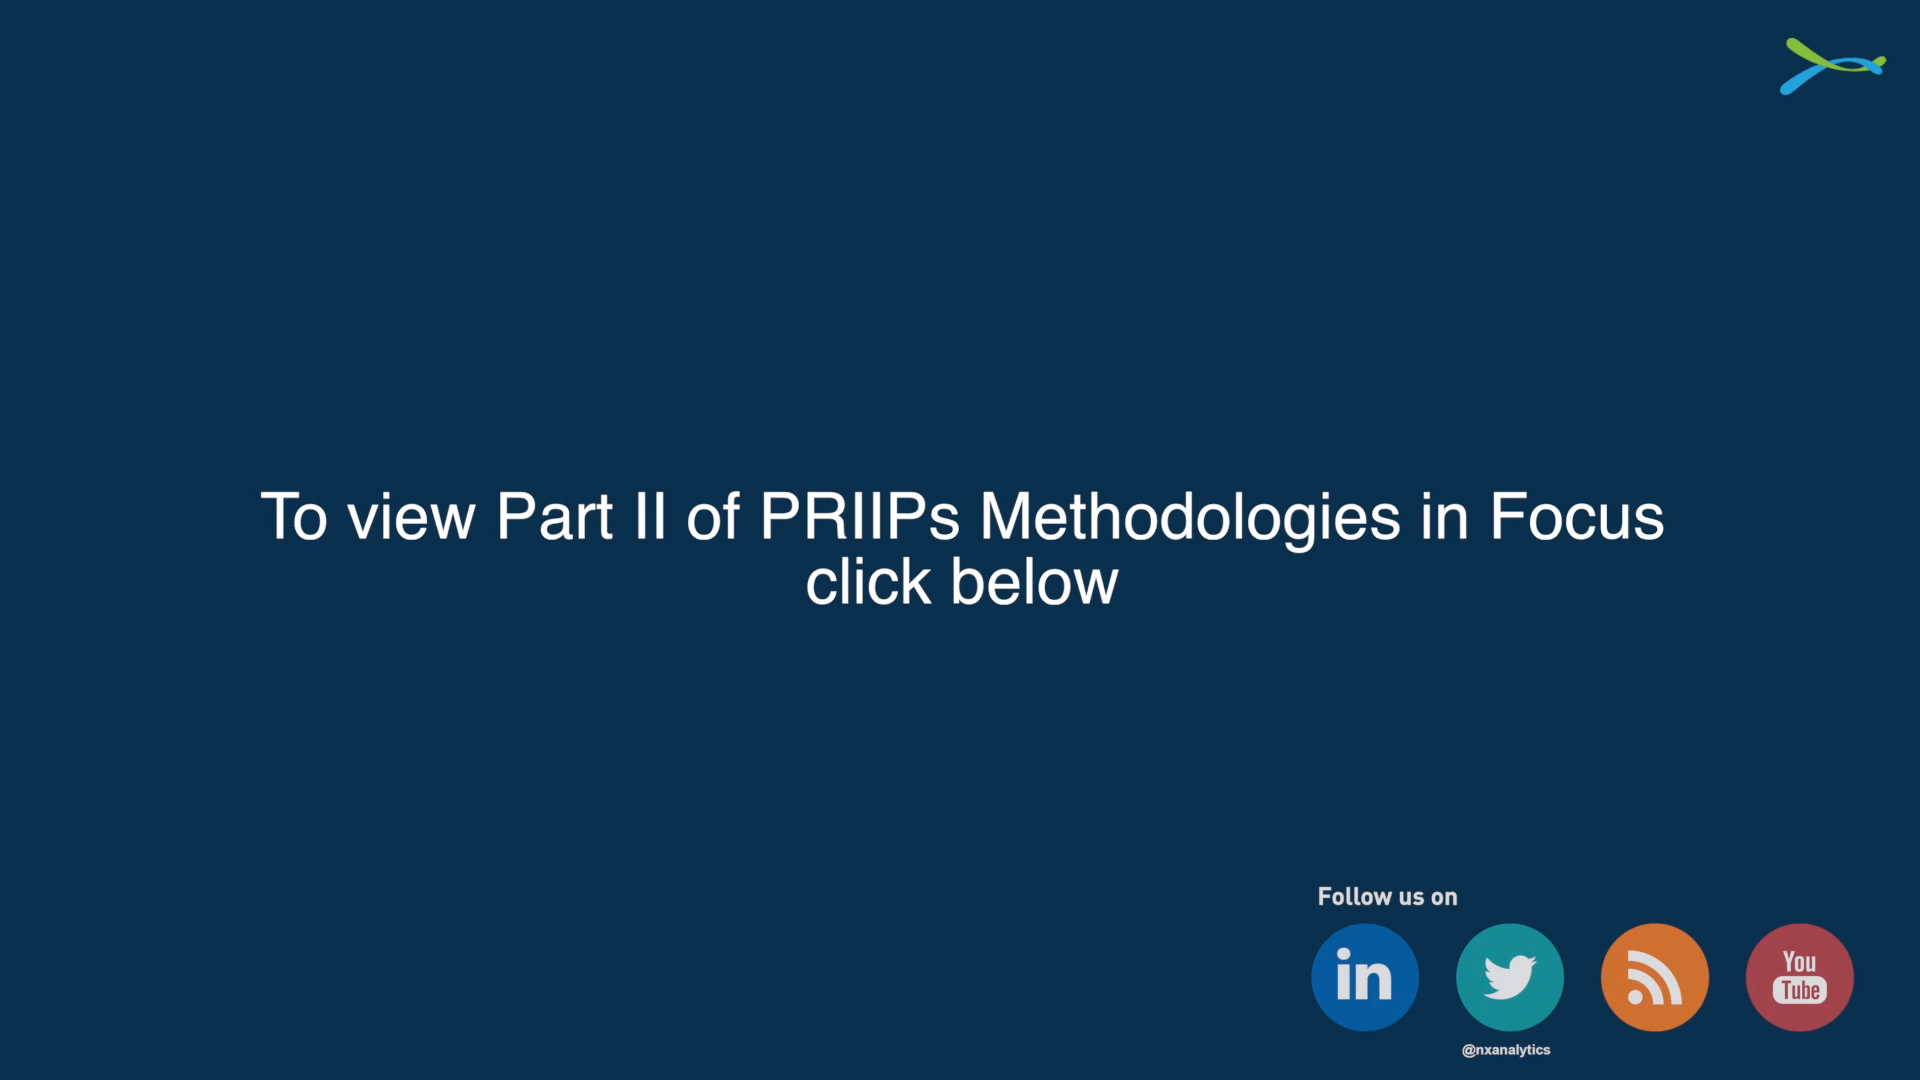 To view Part II of PRIIPs Methodologies in Focus
click below
Follow us on
in
You
Tube
@nxanalytics